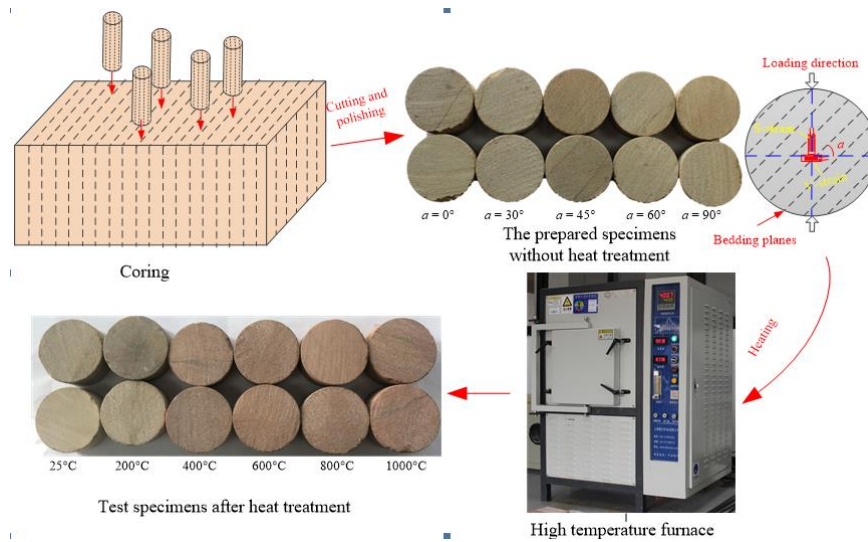 Cutting and
polishing
Loading direction
a
a = 0° a = 30° a = 45° a = 60° a = 90°
Bedding planes
The prepared specimens
without heat treatment
Coring
Heating
25°C 200°C 400°C 600°C 800°C 1000°C
Test specimens after heat treatment
High temperature furnace